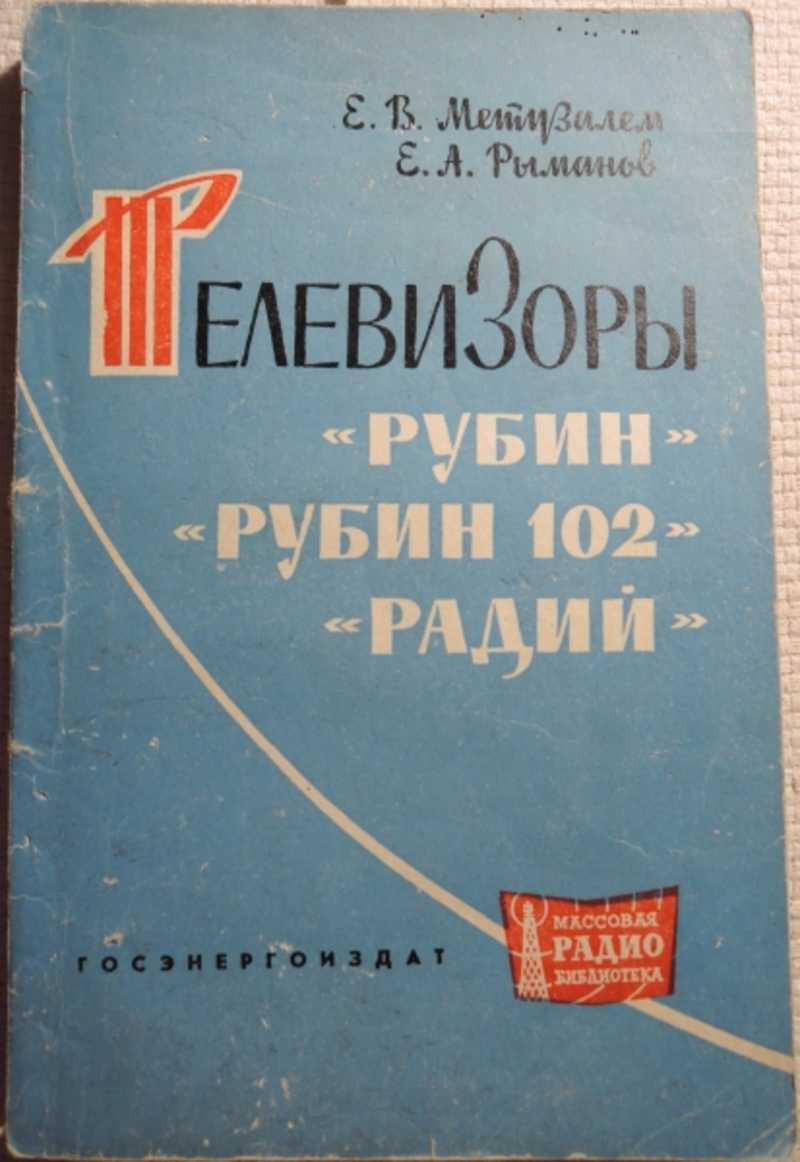 Е. В. Метузалем
Е. А. Рыманов
ТЕЛЕВИЗОРЫ
«РУБИН»
«РУБИН 102»
«РАДИЙ»
ГОСЭНЕРГОИЗДАТ
МАССОВАЯ
РАДИО
БИБЛИОТЕКА